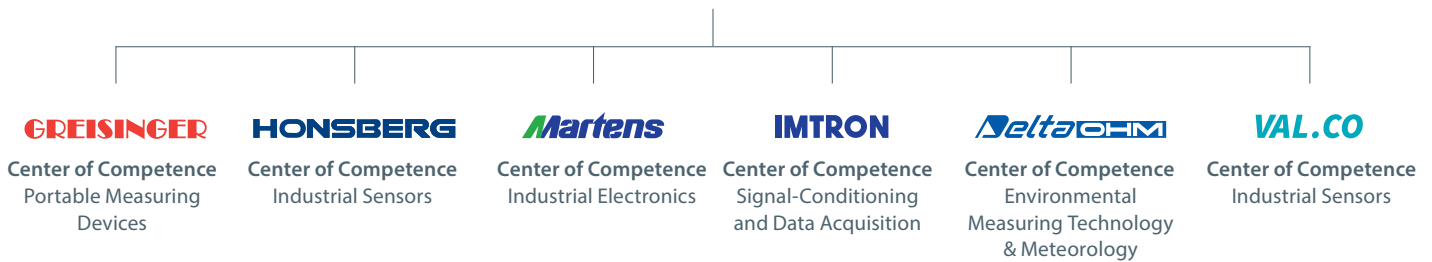 GREISINGER
Center of Competence
Portable Measuring
Devices
HONSBERG
Center of Competence
Industrial Sensors
Martens
Center of Competence
Industrial Electronics
IMTRON
Center of Competence
Signal-Conditioning
and Data Acquisition
DeltaOHM
Center of Competence
Environmental
Measuring Technology
& Meteorology
VAL.CO
Center of Competence
Industrial Sensors